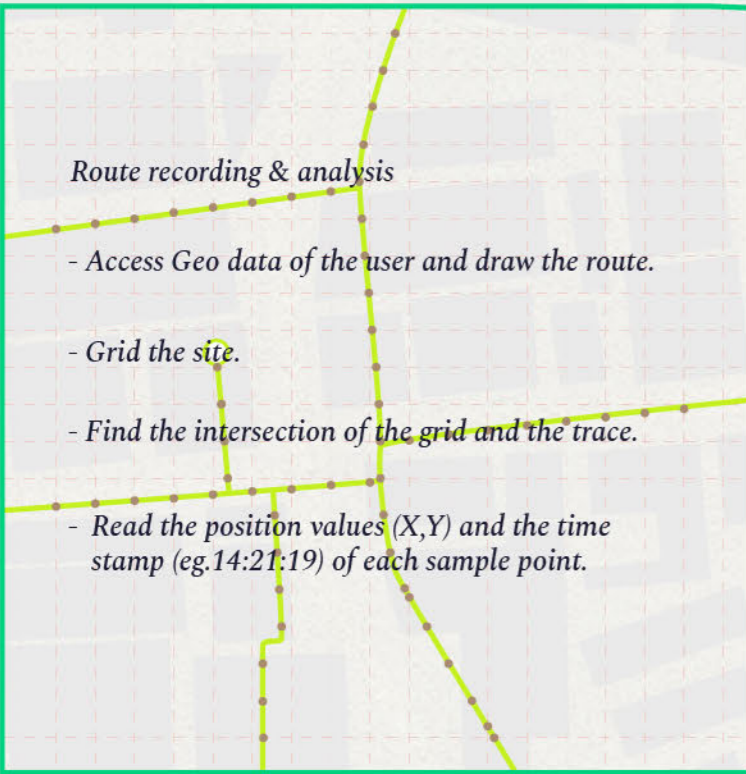 Route recording & analysis
- Access Geo data of the user and draw the route.
- Grid the site.
- Find the intersection of the grid and the trace.
- Read the position values (X,Y) and the time
stamp (eg.14:21:19) of each sample point.